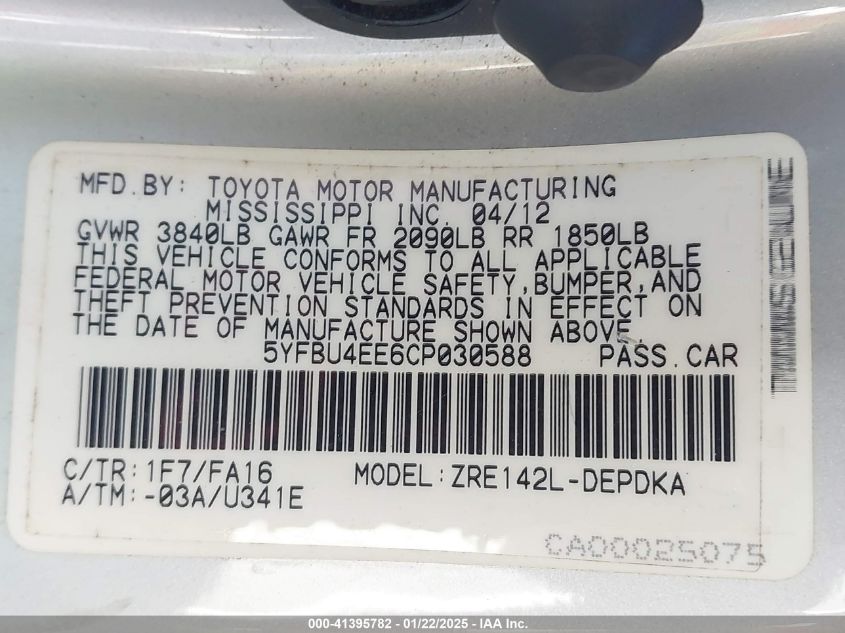 MFD.BY: TOYOTA MOTOR MANUFACTURING
MISSISSIPPI INC. 04/12
GVWR 3840LB GAWR FR 2090LB RR 1850LB
THIS VEHICLE CONFORMS TO ALL APPLICABLE
FEDERAL MOTOR VEHICLE SAFETY,BUMPER,AND
THEFT PREVENTION STANDARDS IN EFFECT ON
THE DATE OF MANUFACTURE SHOWN ABOVE.
5YFBU4EE6CP030588 PASS.CAR
C/TR:1F7/FA16 MODEL:ZRE142L-DEPDKA
A/TM:-03A/U341E
CA00025075
000-41395782 - 01/22/2025 - IAA Inc.